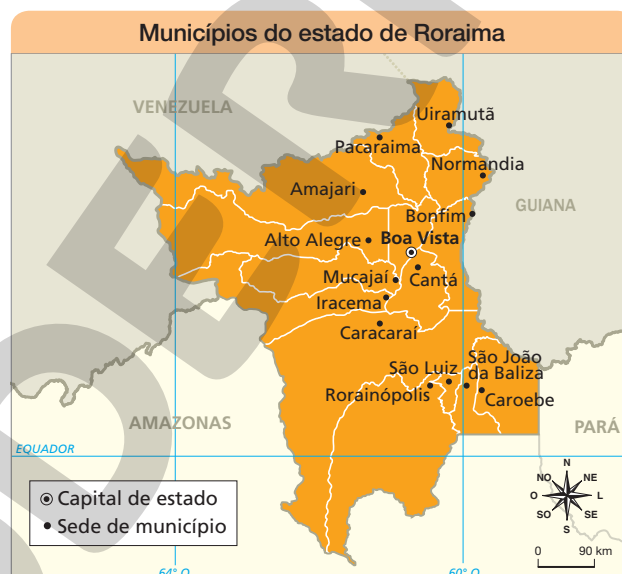 Municípios do estado de Roraima
VENEZUELA
Uiramutã
Pacaraima
Normandia
Amajari
GUIANA
Bonfim
Alto Alegre
Boa Vista
Mucajaí
Cantá
Iracema
Caracaraí
São João
da Baliza
São Luiz
Rorainópolis
Caroebe
AMAZONAS
PARÁ
EQUADOR
N
NO
NE
O
L
SO
SE
S
Capital de estado
Sede de município
0
90 km
64° O
60° O